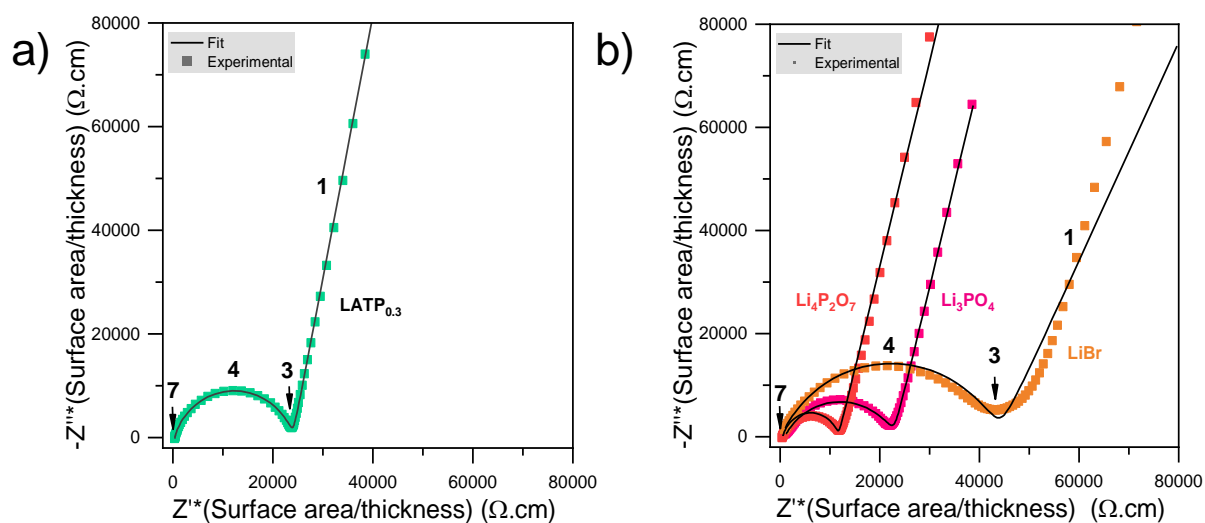 a)
-Z''*(Surface area/thickness) (Ω.cm)
80000
60000
40000
20000
0
Fit
Experimental
1
LATP0.3
7
4
3
0 20000 40000 60000 80000
Z'*(Surface area/thickness) (Ω.cm)
b)
-Z''*(Surface area/thickness) (Ω.cm)
80000
60000
40000
20000
0
Fit
Experimental
1
Li4P2O7
Li3PO4
4
3
LiBr
7
0 20000 40000 60000 80000
Z'*(Surface area/thickness) (Ω.cm)